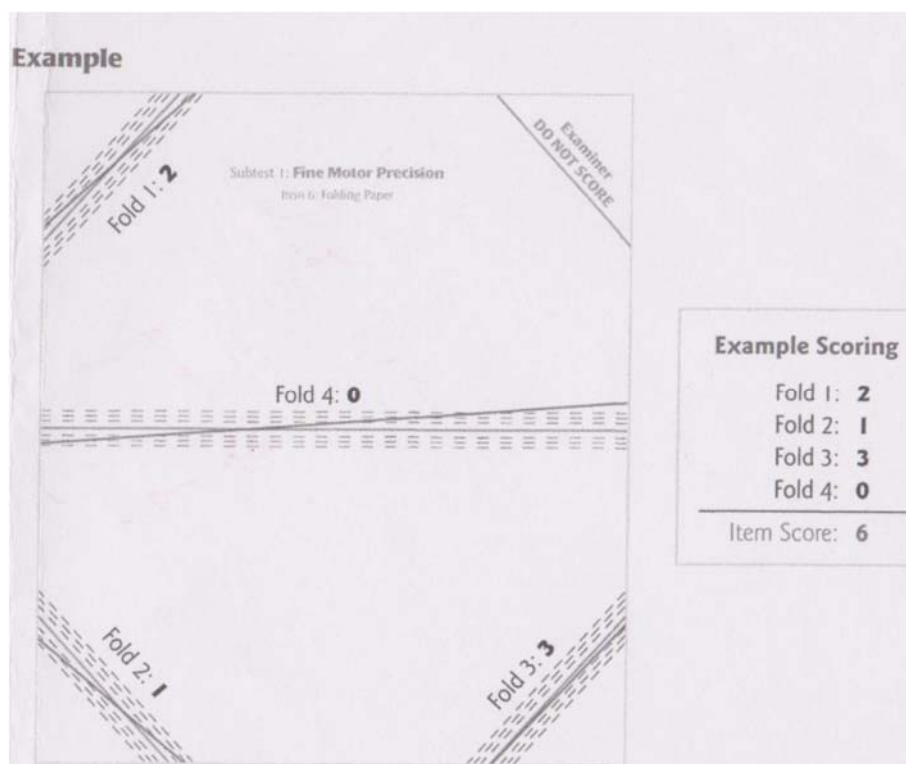 Example
Examiner
DO NOT SCORE
Subtest 1: Fine Motor Precision
Item 6: Folding Paper
Fold 1: 2
Fold 4: 0
Example Scoring
Fold 1: 2
Fold 2: 1
Fold 3: 3
Fold 4: 0
Item Score: 6
Fold 2: 1
Fold 3: 3